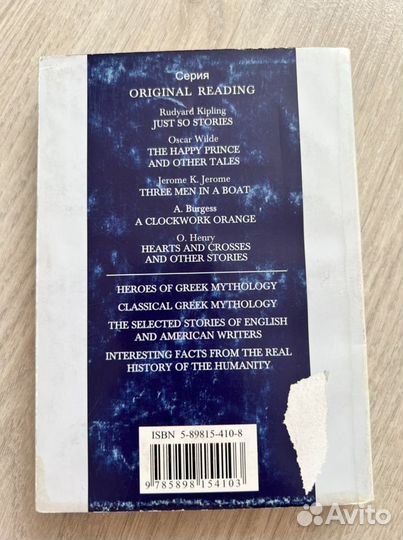 Серия
ORIGINAL READING
Rudyard Kipling
JUST SO STORIES
Oscar Wilde
THE HAPPY PRINCE
AND OTHER TALES
Jerome K. Jerome
THREE MEN IN A BOAT
A. Burgess
A CLOCKWORK ORANGE
O. Henry
HEARTS AND CROSSES
AND OTHER STORIES
HEROES OF GREEK MYTHOLOGY
CLASSICAL GREEK MYTHOLOGY
THE SELECTED STORIES OF ENGLISH
AND AMERICAN WRITERS
INTERESTING FACTS FROM THE REAL
HISTORY OF THE HUMANITY
ISBN 5-89815-410-8
9 785898 154103
Avito